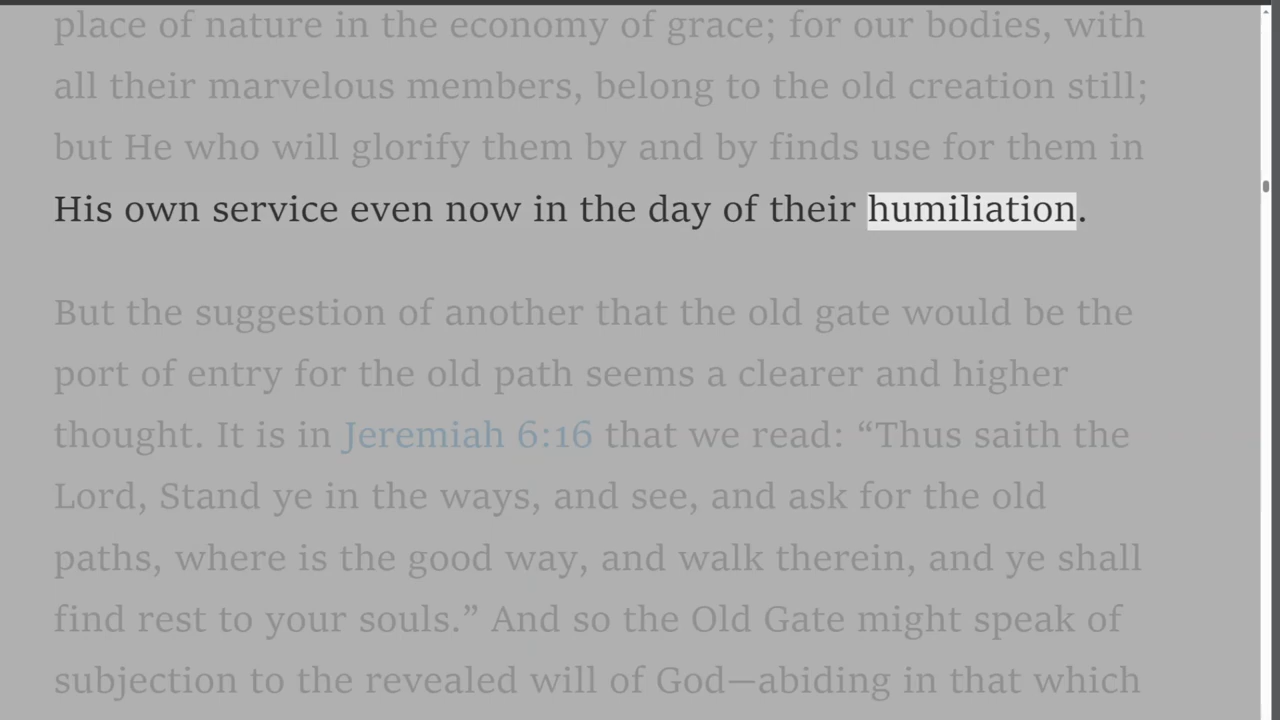 place of nature in the economy of grace; for our bodies, with
all their marvelous members, belong to the old creation still;
but He who will glorify them by and by finds use for them in
His own service even now in the day of their humiliation.
But the suggestion of another that the old gate would be the
port of entry for the old path seems a clearer and higher
thought. It is in Jeremiah 6:16 that we read: “Thus saith the
Lord, Stand ye in the ways, and see, and ask for the old
paths, where is the good way, and walk therein, and ye shall
find rest to your souls.” And so the Old Gate might speak of
subjection to the revealed will of God—abiding in that which